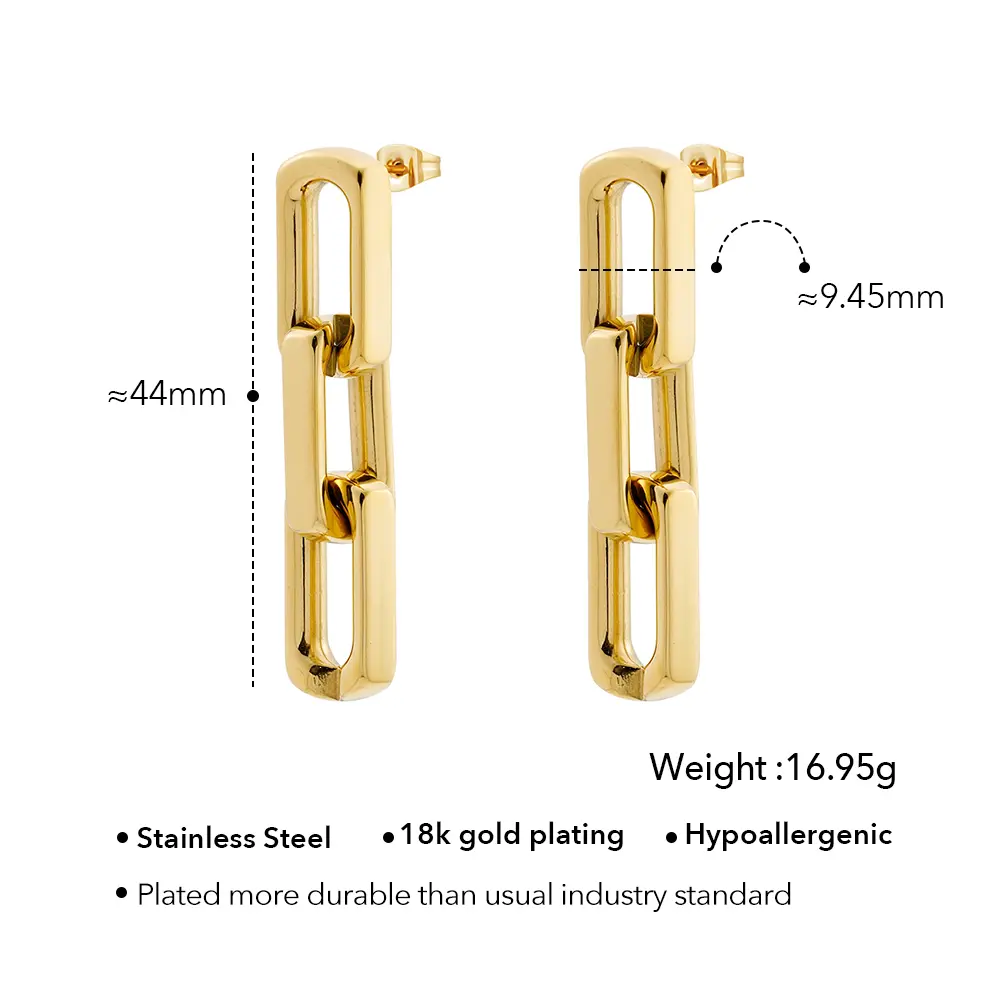 ≈9.45mm
≈44mm
Weight :16.95g
• Stainless Steel • 18k gold plating • Hypoallergenic
• Plated more durable than usual industry standard